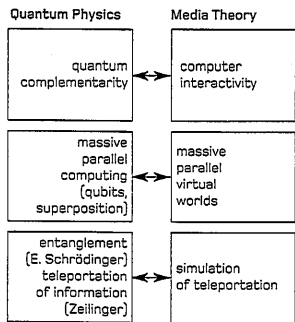 Quantum Physics
Media Theory
quantum
complementarity
computer
interactivity
massive
parallel
computing
(qubits,
superposition)
massive
parallel
virtual
worlds
entanglement
(E. Schrödinger)
teleportation
of information
(Zeilinger)
simulation
of teleportation